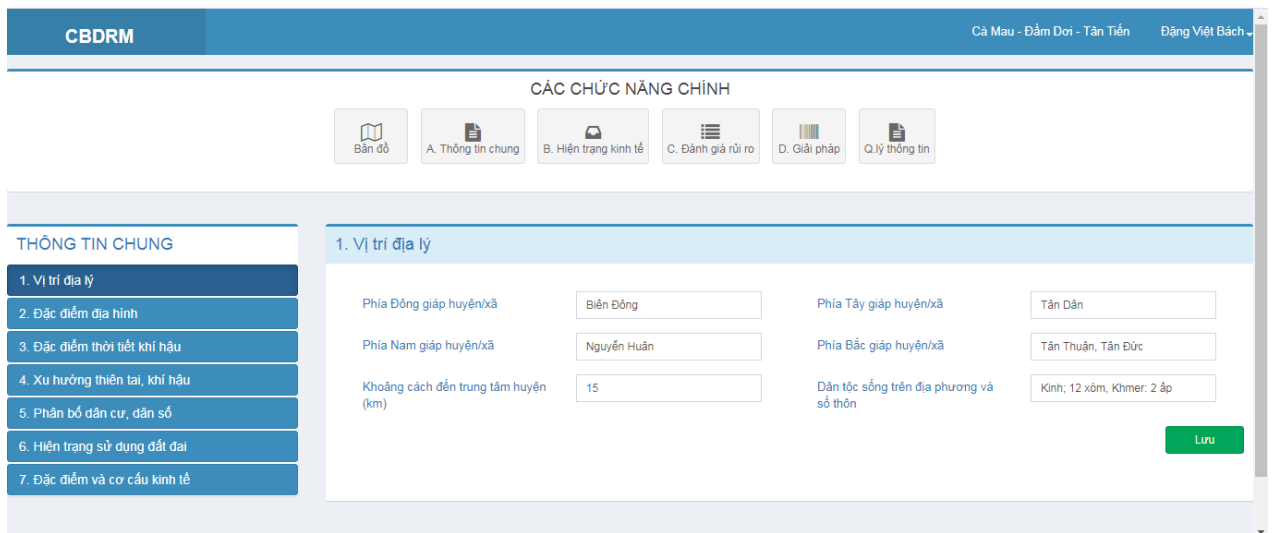 CBDRM
Cà Mau - Đầm Dơi - Tân Tiến
Đặng Việt Bách
CÁC CHỨC NĂNG CHÍNH
Bản đồ
A. Thông tin chung
B. Hiện trạng kinh tế
C. Đánh giá rủi ro
D. Giải pháp
Q.lý thông tin
THÔNG TIN CHUNG
1. Vị trí địa lý
2. Đặc điểm địa hình
3. Đặc điểm thời tiết khí hậu
4. Xu hướng thiên tai, khí hậu
5. Phân bố dân cư, dân số
6. Hiện trạng sử dụng đất đai
7. Đặc điểm và cơ cấu kinh tế
1. Vị trí địa lý
Phía Đông giáp huyện/xã
Biển Đông
Phía Tây giáp huyện/xã
Tân Dân
Phía Nam giáp huyện/xã
Nguyễn Huân
Phía Bắc giáp huyện/xã
Tân Thuận, Tân Đức
Khoảng cách đến trung tâm huyện
(km)
15
Dân tộc sống trên địa phương và
số thôn
Kinh; 12 xóm, Khmer: 2 ấp
Lưu